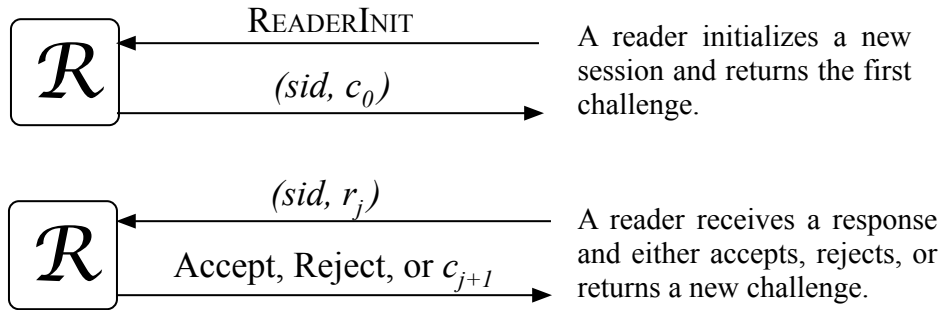 READERINIT
R
(sid, c₀)
A reader initializes a new
session and returns the first
challenge.
(sid, rⱼ)
R
Accept, Reject, or cⱼ₊₁
A reader receives a response
and either accepts, rejects, or
returns a new challenge.